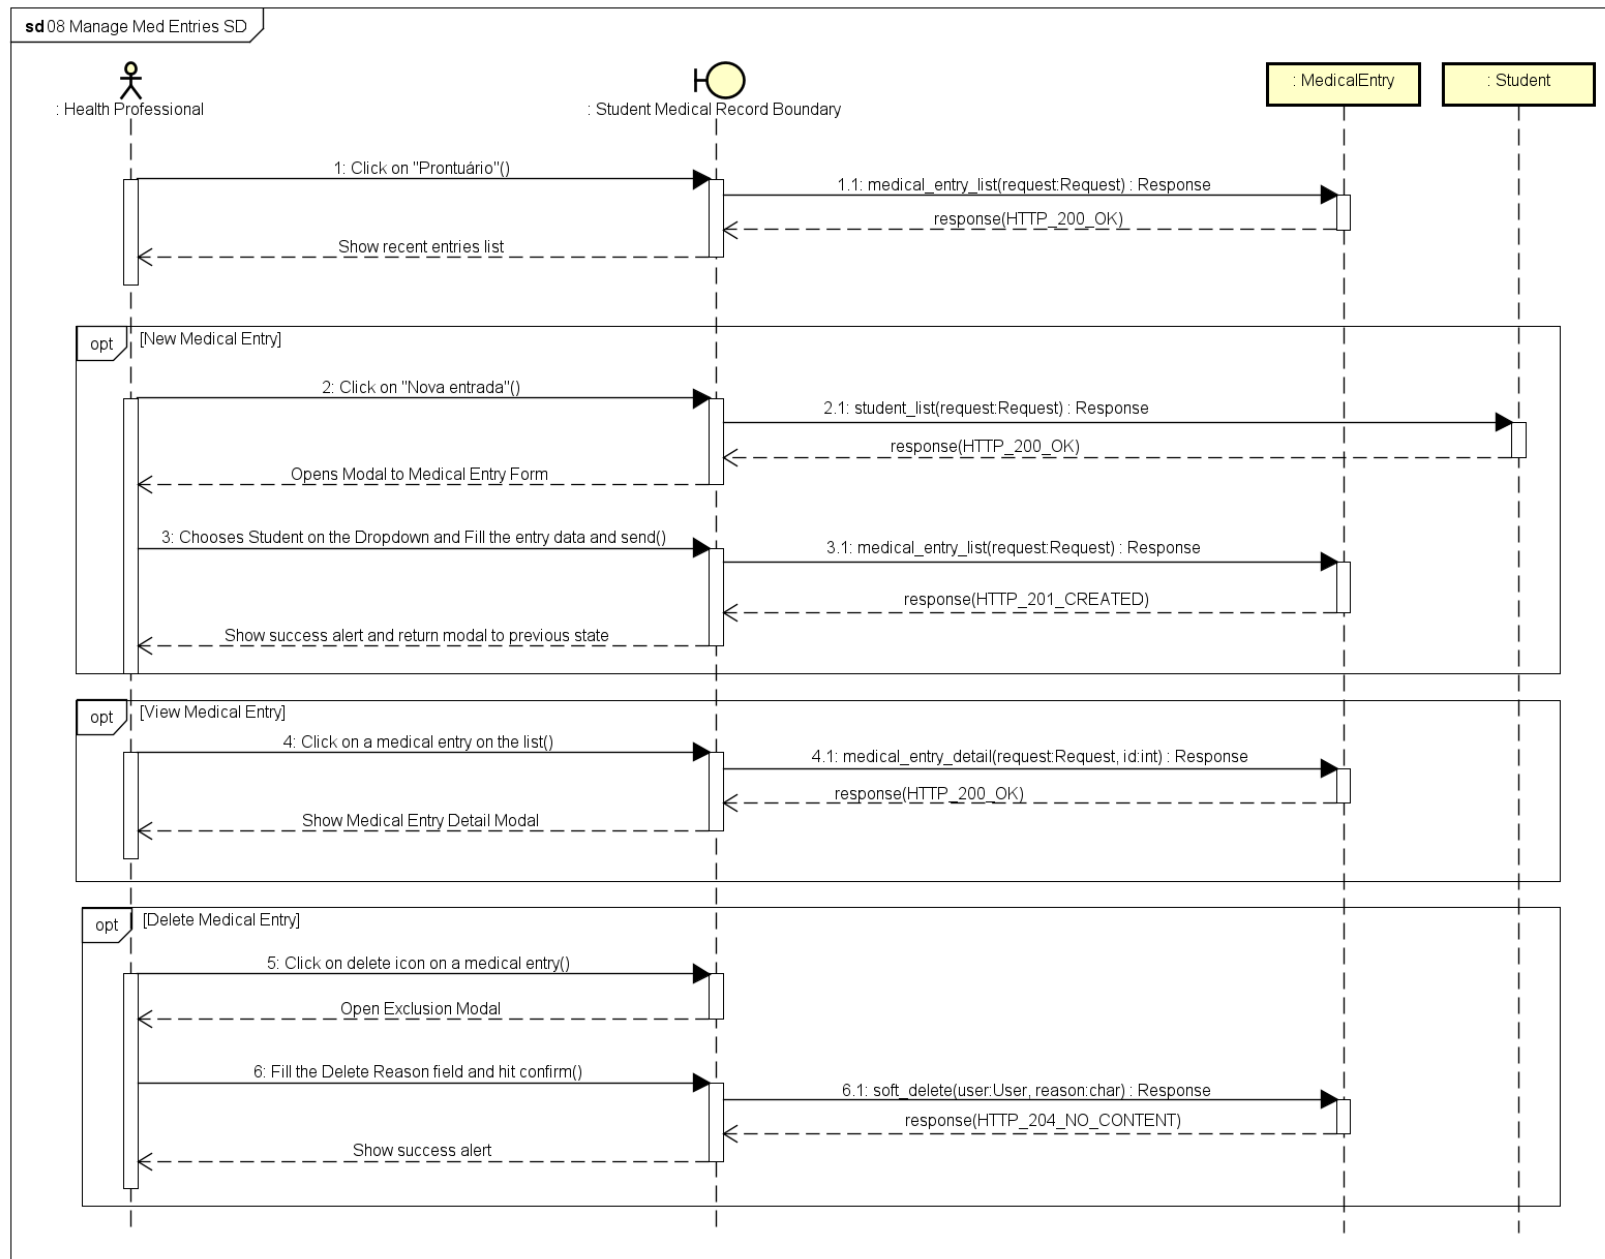 sd 08 Manage Med Entries SD
: Health Professional
: Student Medical Record Boundary
: MedicalEntry
: Student
1: Click on "Prontuário"()
1.1: medical_entry_list(request:Request) : Response
response(HTTP_200_OK)
Show recent entries list
opt
[New Medical Entry]
2: Click on "Nova entrada"()
2.1: student_list(request:Request) : Response
response(HTTP_200_OK)
Opens Modal to Medical Entry Form
3: Chooses Student on the Dropdown and Fill the entry data and send()
3.1: medical_entry_list(request:Request) : Response
response(HTTP_201_CREATED)
Show success alert and return modal to previous state
opt
[View Medical Entry]
4: Click on a medical entry on the list()
4.1: medical_entry_detail(request:Request, id:int) : Response
response(HTTP_200_OK)
Show Medical Entry Detail Modal
opt
[Delete Medical Entry]
5: Click on delete icon on a medical entry()
Open Exclusion Modal
6: Fill the Delete Reason field and hit confirm()
6.1: soft_delete(user:User, reason:char) : Response
response(HTTP_204_NO_CONTENT)
Show success alert